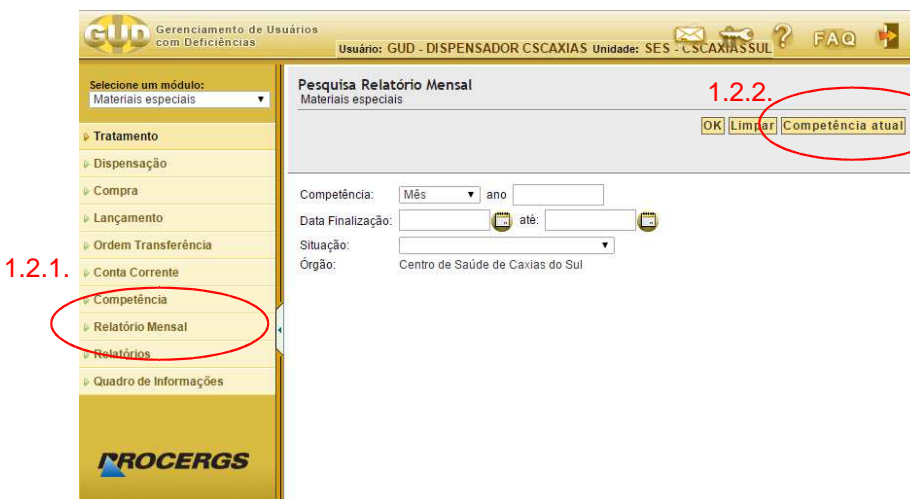 GUD Gerenciamento de Usuários
com Deficiências
Usuário: GUD - DISPENSADOR CSCAXIAS Unidade: SES - CSCAXIASSUL
? FAQ
Selecione um módulo:
Materiais especiais
Tratamento
Dispensação
Compra
Lançamento
Ordem Transferência
1.2.1.
Conta Corrente
Competência
Relatório Mensal
Relatórios
Quadro de Informações
PROCERGS
Pesquisa Relatório Mensal
Materiais especiais
1.2.2.
OK Limpar Competência atual
Competência: Mês ano
Data Finalização: até:
Situação:
Órgão: Centro de Saúde de Caxias do Sul